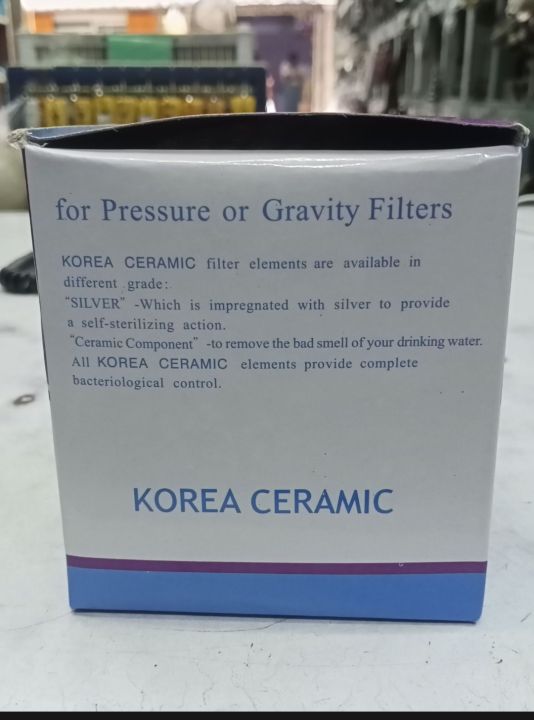 for Pressure or Gravity Filters
KOREA CERAMIC filter elements are available in
different grade:
"SILVER" -Which is impregnated with silver to provide
a self-sterilizing action.
"Ceramic Component" -to remove the bad smell of your drinking water.
All KOREA CERAMIC elements provide complete
bacteriological control.
KOREA CERAMIC